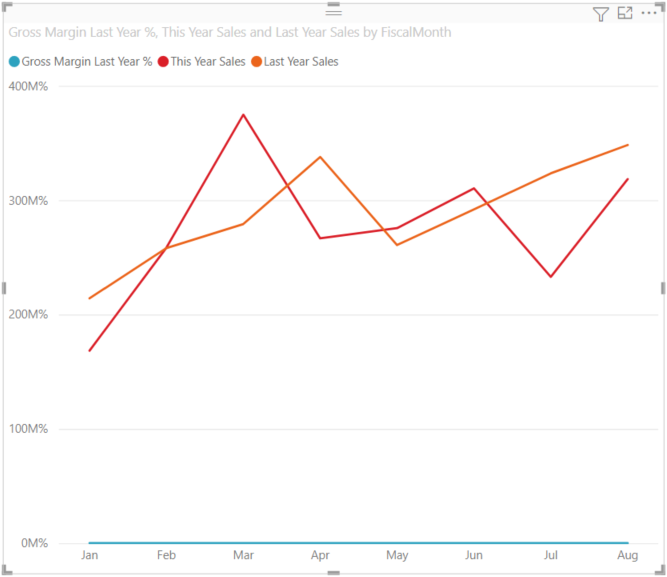 Gross Margin Last Year %, This Year Sales and Last Year Sales by FiscalMonth
Gross Margin Last Year % This Year Sales Last Year Sales
400M%
300M%
200M%
100M%
0M%
Jan Feb Mar Apr May Jun Jul Aug